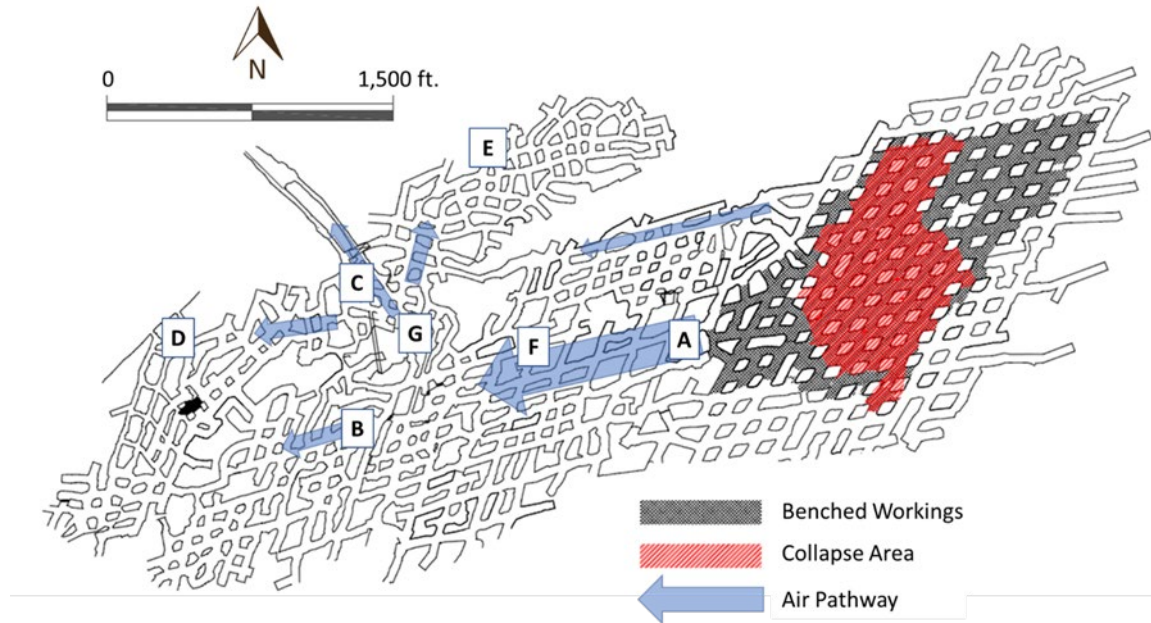 N
0 1,500 ft.
E
C
D
G
F
A
B
Benched Workings
Collapse Area
Air Pathway